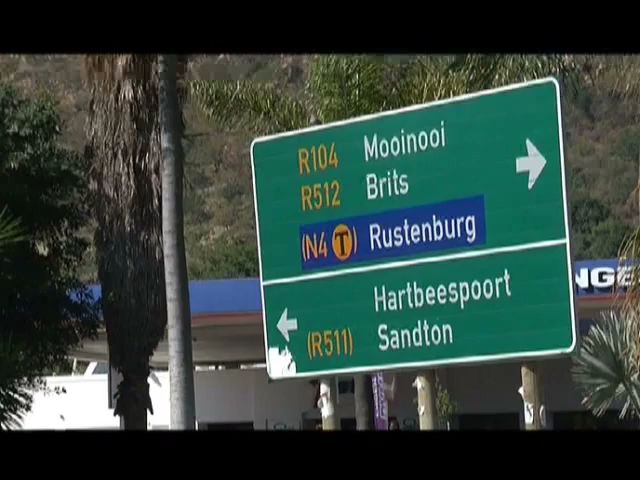 R104 Mooinooi
R512 Brits
(N4 T) Rustenburg
Hartbeespoort
(R511) Sandton